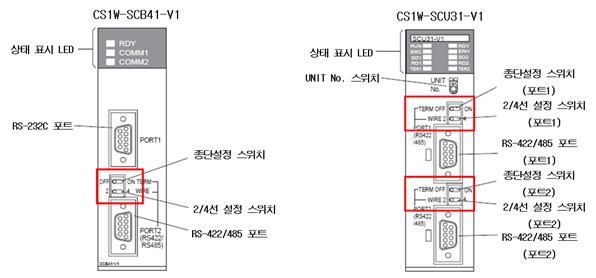 CS1W-SCB41-V1
상태 표시 LED
RDY
COMM1
COMM2
RS-232C 포트
PORT1
종단설정 스위치
OFF ON TERM
2 4 WIRE
2/4선 설정 스위치
RS-422/485 포트
PORT2
(RS422/
RS485)
SCB41-V1
CS1W-SCU31-V1
SCU31-V1
상태 표시 LED
RUN RDY
ERC ERH
SD1 SD2
RD1 RD2
TER1 TER2
UNIT No. 스위치
UNIT
No.
종단설정 스위치
(포트1)
TERM OFF ON
WIRE 2 4
2/4선 설정 스위치
(포트1)
PORT1
(RS422
/485)
RS-422/485 포트
(포트1)
종단설정 스위치
(포트2)
TERM OFF ON
WIRE 2 4
2/4선 설정 스위치
(포트2)
PORT2
(RS422
/485)
RS-422/485 포트
(포트2)